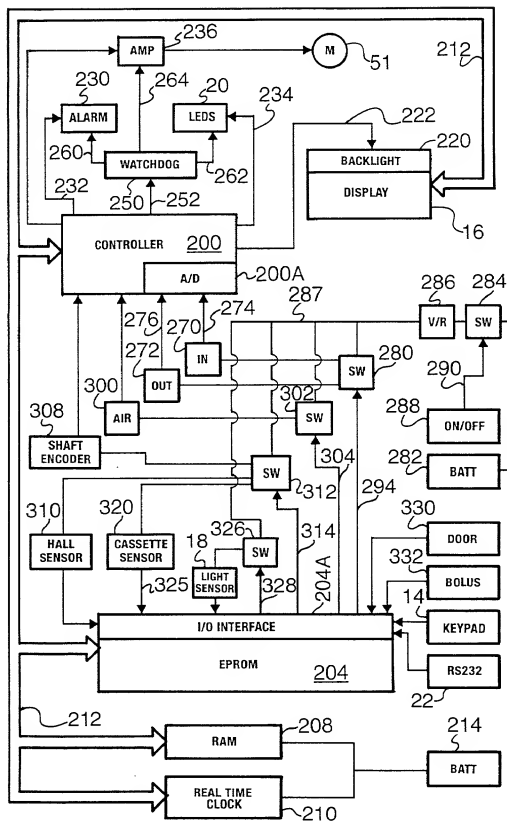 236
AMP
M
51
212
230
264
20
234
222
ALARM
LEDS
220
BACKLIGHT
260
WATCHDOG
262
DISPLAY
232
250
252
16
CONTROLLER
200
A/D
200A
276
274
287
286
284
270
V/R
SW
272
IN
280
SW
290
OUT
300
302
288
ON/OFF
308
AIR
SW
282
BATT
SHAFT
ENCODER
SW
304
294
330
310
320
312
DOOR
326
314
332
HALL
SENSOR
CASSETTE
SENSOR
18
SW
204A
BOLUS
LIGHT
SENSOR
14
325
328
I/O INTERFACE
KEYPAD
EPROM
204
RS232
22
212
208
RAM
214
BATT
REAL TIME
CLOCK
210